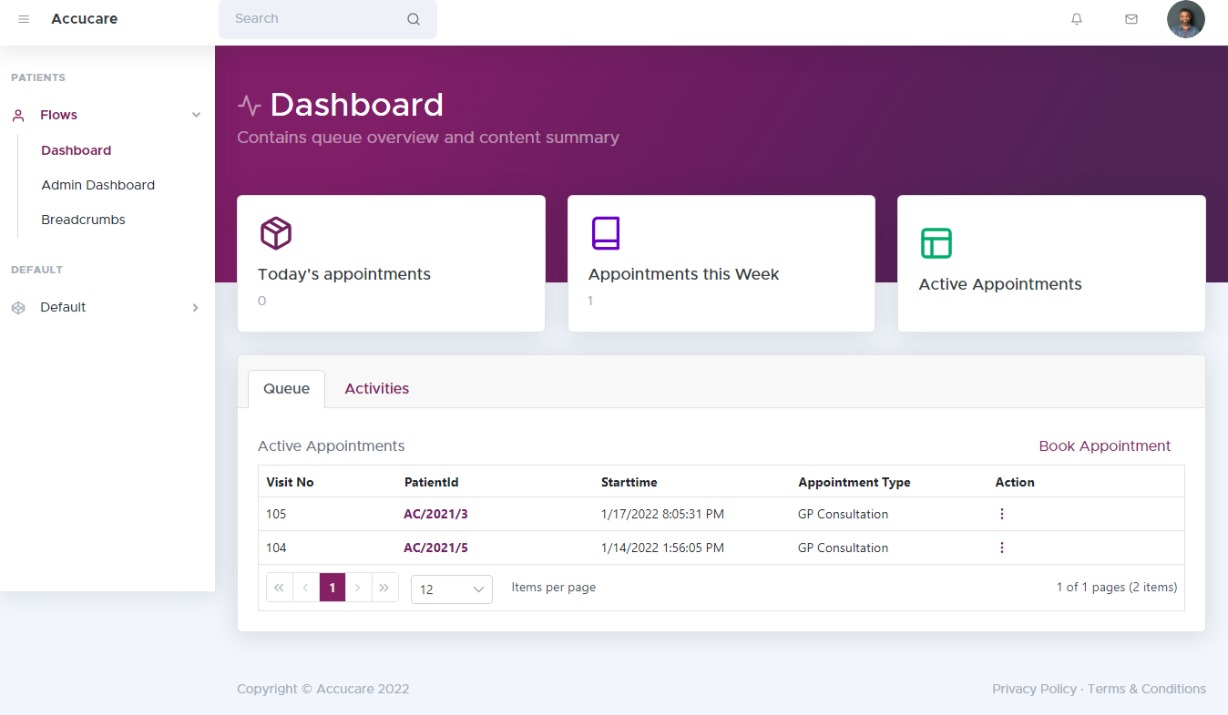 Accucare
Search
PATIENTS
Flows
Dashboard
Admin Dashboard
Breadcrumbs
DEFAULT
Default
Dashboard
Contains queue overview and content summary
Today's appointments
0
Appointments this Week
1
Active Appointments
Queue Activities
Active Appointments Book Appointment
Visit No PatientId Starttime Appointment Type Action
105 AC/2021/3 1/17/2022 8:05:31 PM GP Consultation
104 AC/2021/5 1/14/2022 1:56:05 PM GP Consultation
1 12 Items per page 1 of 1 pages (2 items)
Copyright © Accucare 2022 Privacy Policy · Terms & Conditions